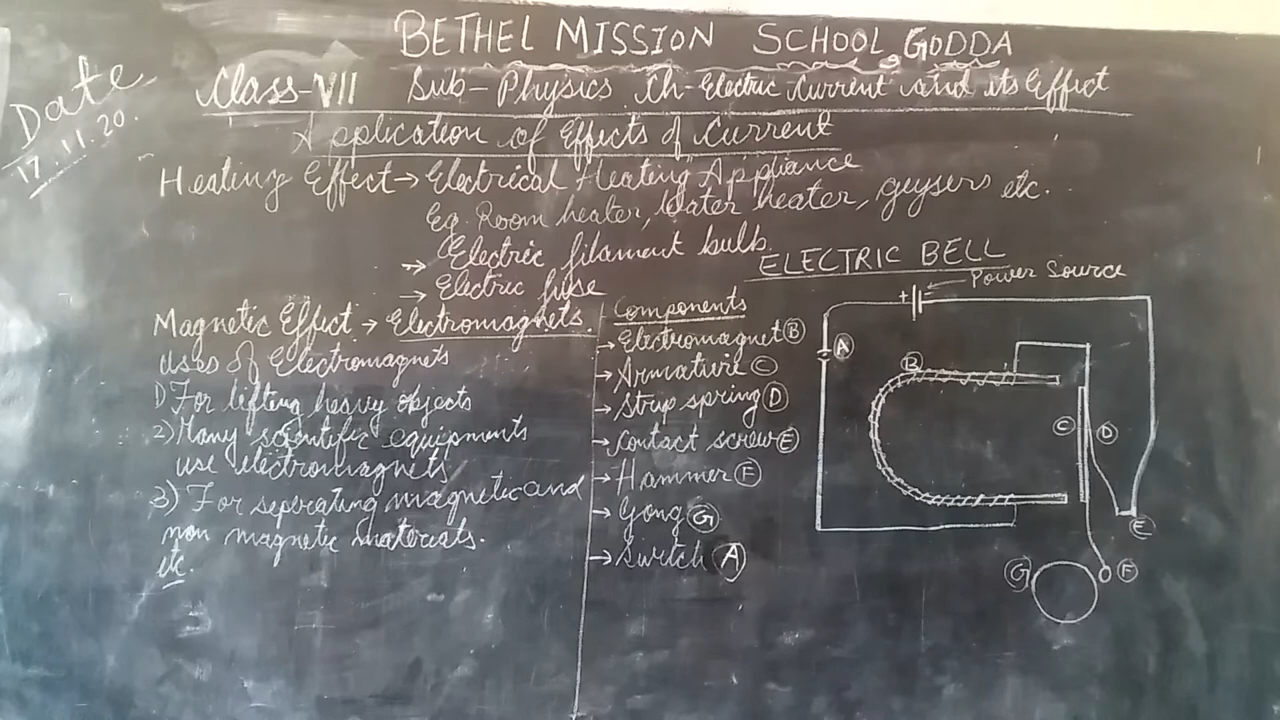 BETHEL MISSION SCHOOL, GODDA
Date
17.11.20.
Class-VII Sub-Physics Ch-Electric Current and its Effect
Application of Effects of Current
Heating Effect → Electrical Heating Appliance
Eg. Room heater, Water heater, geysers etc.
→ Electric filament bulb.
→ Electric fuse
Magnetic Effect → Electromagnets.
uses of Electromagnets
1) For lifting heavy objects
2) Many scientific equipments
use electromagnets
3) For seperating magnetic and
non magnetic materials.
etc.
Components
→ Electromagnet (B)
→ Armature (C)
→ Strap spring (D)
→ Contact screw (E)
→ Hammer (F)
→ Gong (G)
→ Switch (A)
ELECTRIC BELL
+ - Power Source
A
B
C D
E
G F